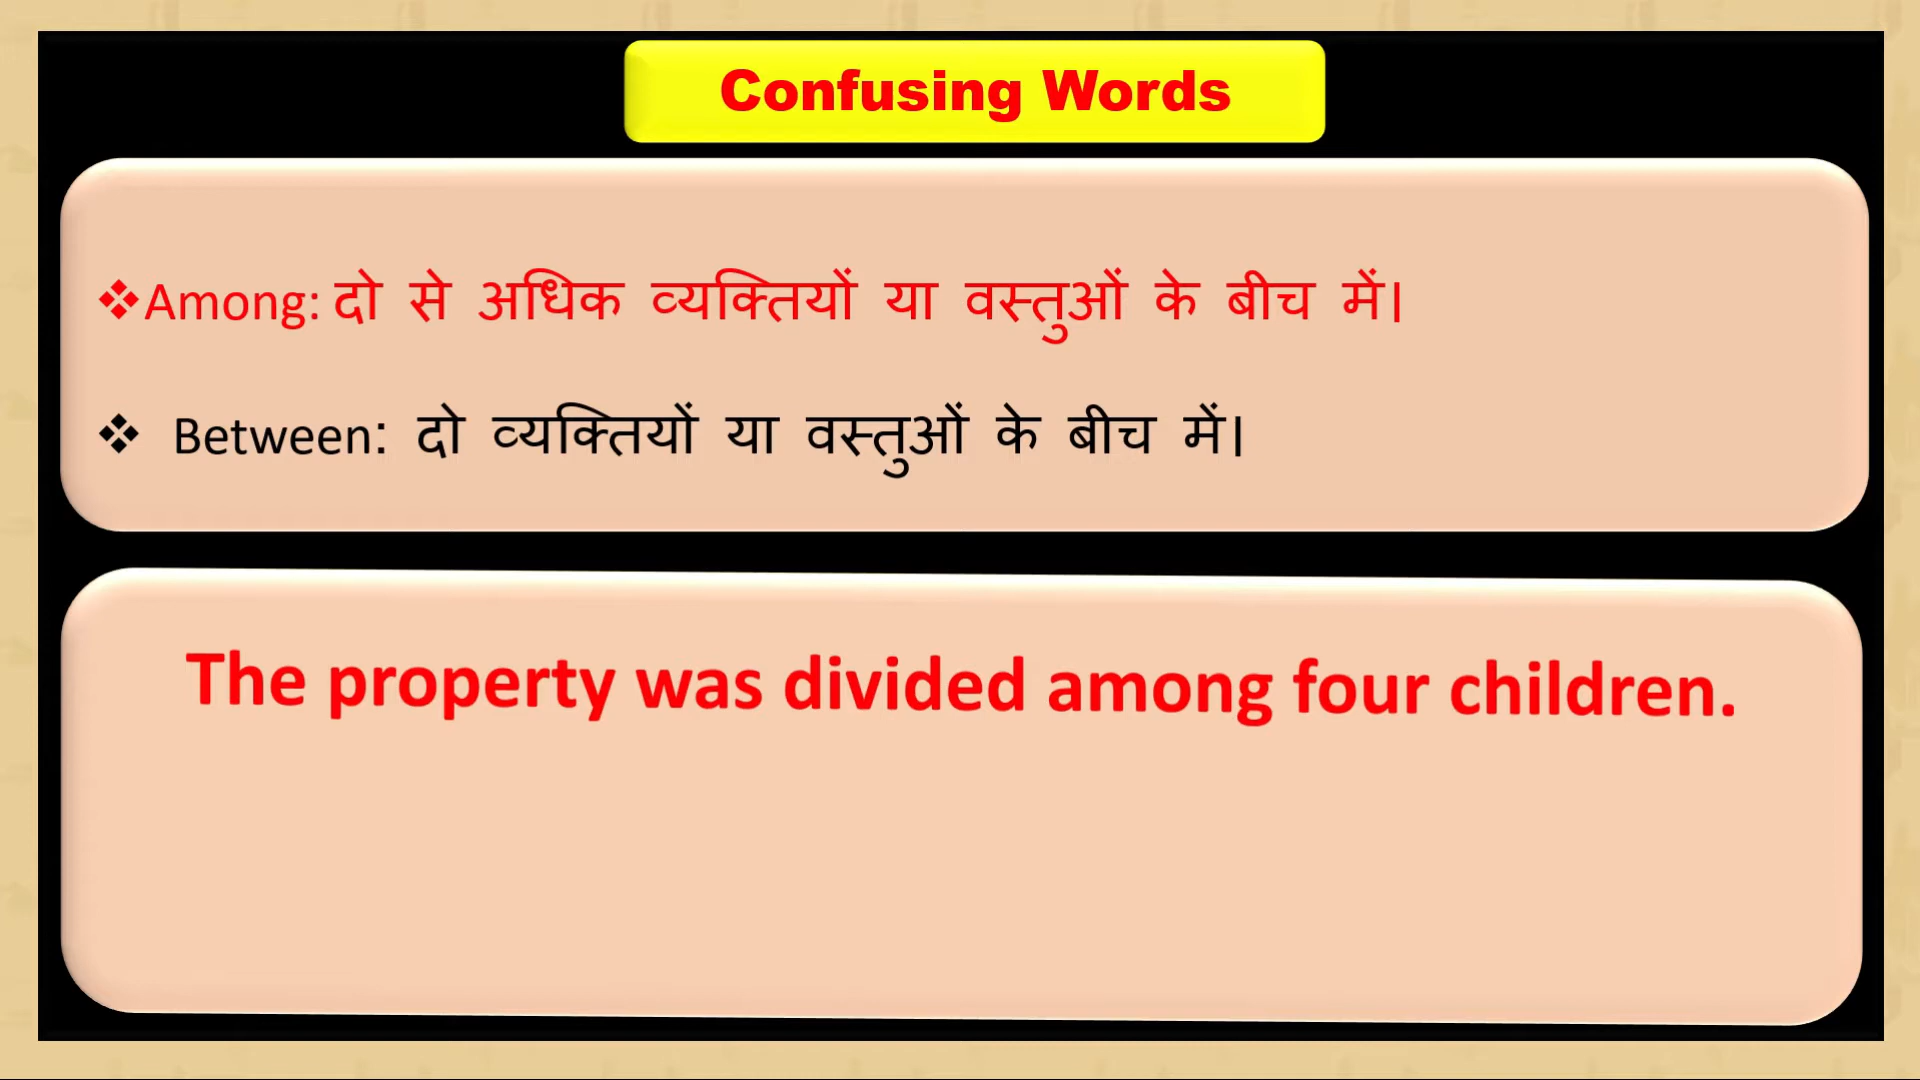 Confusing Words
❖Among: दो से अधिक व्यक्तियों या वस्तुओं के बीच में।
❖ Between: दो व्यक्तियों या वस्तुओं के बीच में।
The property was divided among four children.